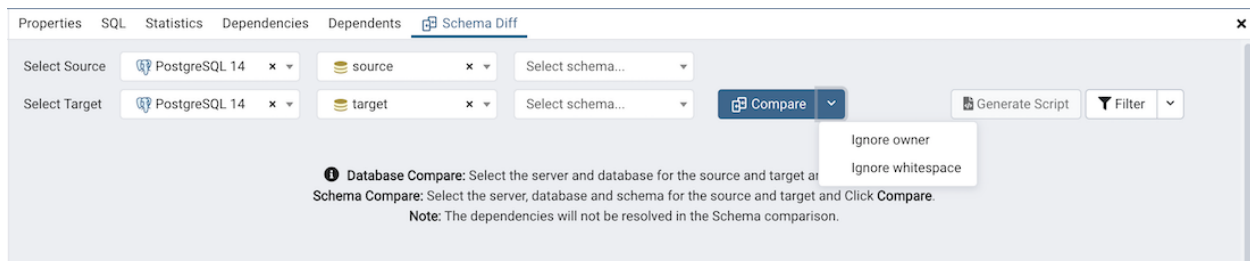 Properties SQL Statistics Dependencies Dependents Schema Diff
Select Source PostgreSQL 14 source Select schema...
Select Target PostgreSQL 14 target Select schema... Compare Generate Script Filter
Ignore owner
Ignore whitespace
Database Compare: Select the server and database for the source and target
Schema Compare: Select the server, database and schema for the source and target and Click Compare.
Note: The dependencies will not be resolved in the Schema comparison.